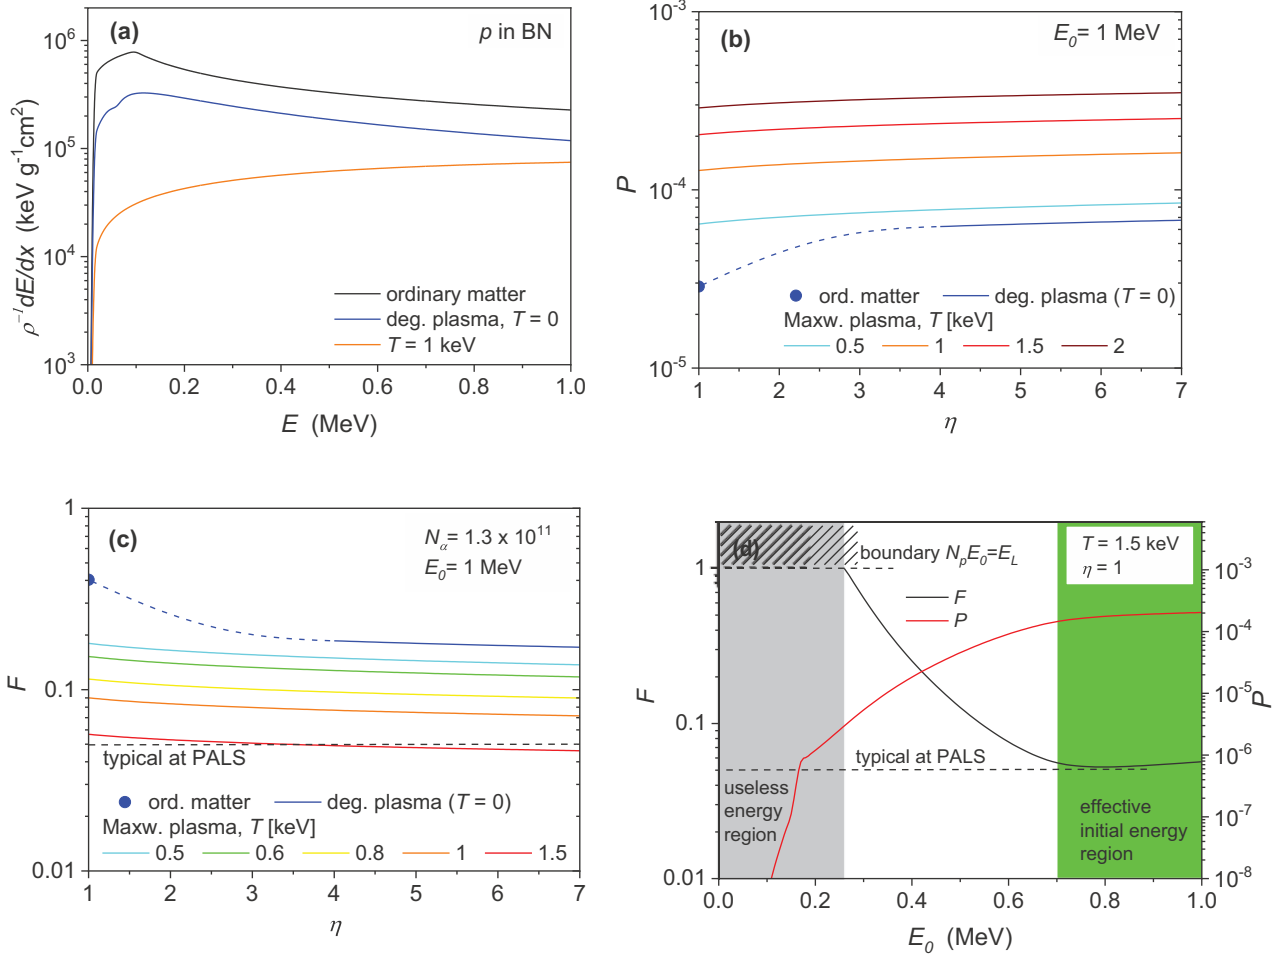 (a)
p in BN
10^6
10^5
10^4
10^3
ρ^-1 dE/dx (keV g^-1cm^2)
ordinary matter
deg. plasma, T = 0
T = 1 keV
0.0 0.2 0.4 0.6 0.8 1.0
E (MeV)
(b)
E_0= 1 MeV
10^-3
10^-4
10^-5
P
ord. matter deg. plasma (T = 0)
Maxw. plasma, T [keV]
0.5 1 1.5 2
1 2 3 4 5 6 7
η
(c)
N_α= 1.3 x 10^11
E_0= 1 MeV
1
0.1
0.01
F
typical at PALS
ord. matter deg. plasma (T = 0)
Maxw. plasma, T [keV]
0.5 0.6 0.8 1 1.5
1 2 3 4 5 6 7
η
(d)
boundary N_pE_0=E_L
T = 1.5 keV
η = 1
F
P
1
0.1
0.01
F
10^-3
10^-4
10^-5
10^-6
10^-7
10^-8
P
typical at PALS
useless
energy
region
effective
initial energy
region
0.0 0.2 0.4 0.6 0.8 1.0
E_0 (MeV)